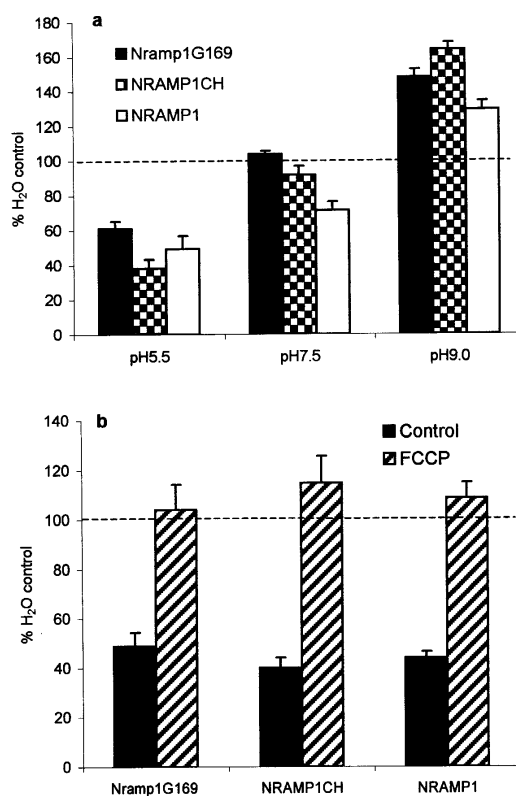 a
Nramp1G169
NRAMP1CH
NRAMP1
% H₂O control
180
160
140
120
100
80
60
40
20
0
pH5.5 pH7.5 pH9.0
b
Control
FCCP
% H₂O control
140
120
100
80
60
40
20
0
Nramp1G169 NRAMP1CH NRAMP1